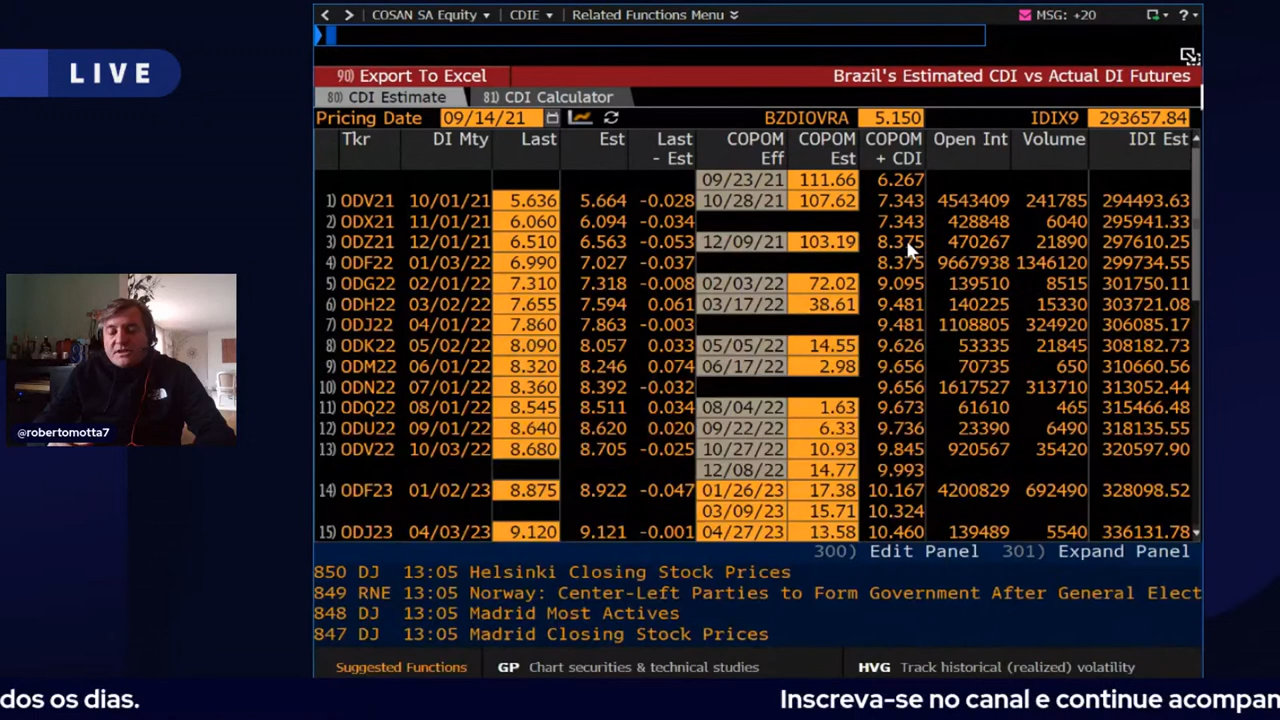 COSAN SA Equity CDIE Related Functions Menu MSG: +20 ?
LIVE
90) Export To Excel Brazil's Estimated CDI vs Actual DI Futures
80) CDI Estimate 81) CDI Calculator
Pricing Date 09/14/21 BZDIOVRA 5.150 IDIX9 293657.84
Tkr DI Mty Last Est Last COPOM COPOM COPOM Open Int Volume IDI Est
- Est Eff Est + CDI
09/23/21 111.66 6.267
1) ODV21 10/01/21 5.636 5.664 -0.028 10/28/21 107.62 7.343 4543409 241785 294493.63
2) ODX21 11/01/21 6.060 6.094 -0.034 7.343 428848 6040 295941.33
3) ODZ21 12/01/21 6.510 6.563 -0.053 12/09/21 103.19 8.375 470267 21890 297610.25
4) ODF22 01/03/22 6.990 7.027 -0.037 8.375 9667938 1346120 299734.55
5) ODG22 02/01/22 7.310 7.318 -0.008 02/03/22 72.02 9.095 139510 8515 301750.11
6) ODH22 03/02/22 7.655 7.594 0.061 03/17/22 38.61 9.481 140225 15330 303721.08
7) ODJ22 04/01/22 7.860 7.863 -0.003 9.481 1108805 324920 306085.17
8) ODK22 05/02/22 8.090 8.057 0.033 05/05/22 14.55 9.626 53335 21845 308182.73
9) ODM22 06/01/22 8.320 8.246 0.074 06/17/22 2.98 9.656 70735 650 310660.56
10) ODN22 07/01/22 8.360 8.392 -0.032 9.656 1617527 313710 313052.44
11) ODQ22 08/01/22 8.545 8.511 0.034 08/04/22 1.63 9.673 61610 465 315466.48
12) ODU22 09/01/22 8.640 8.620 0.020 09/22/22 6.33 9.736 23390 6490 318135.55
13) ODV22 10/03/22 8.680 8.705 -0.025 10/27/22 10.93 9.845 920567 35420 320597.90
12/08/22 14.77 9.993
14) ODF23 01/02/23 8.875 8.922 -0.047 01/26/23 17.38 10.167 4200829 692490 328098.52
03/09/23 15.71 10.324
15) ODJ23 04/03/23 9.120 9.121 -0.001 04/27/23 13.58 10.460 139489 5540 336131.78
@robertomotta7
300) Edit Panel 301) Expand Panel
850 DJ 13:05 Helsinki Closing Stock Prices
849 RNE 13:05 Norway: Center-Left Parties to Form Government After General Elect
848 DJ 13:05 Madrid Most Actives
847 DJ 13:05 Madrid Closing Stock Prices
Suggested Functions GP Chart securities & technical studies HVG Track historical (realized) volatility
dos os dias. Inscreva-se no canal e continue acompan